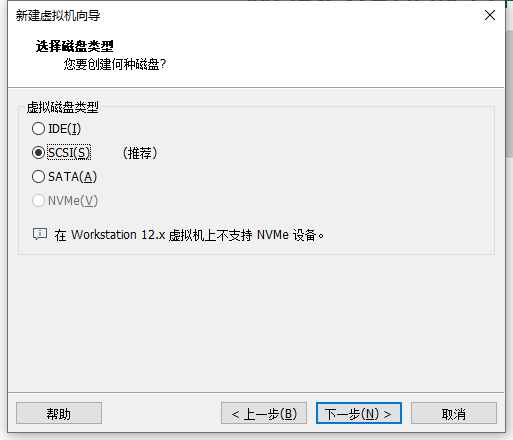 新建虚拟机向导
选择磁盘类型
您要创建何种磁盘?
虚拟磁盘类型
IDE(I)
SCSI(S) (推荐)
SATA(A)
NVMe(V)
在 Workstation 12.x 虚拟机上不支持 NVMe 设备。
帮助 < 上一步(B) 下一步(N) > 取消